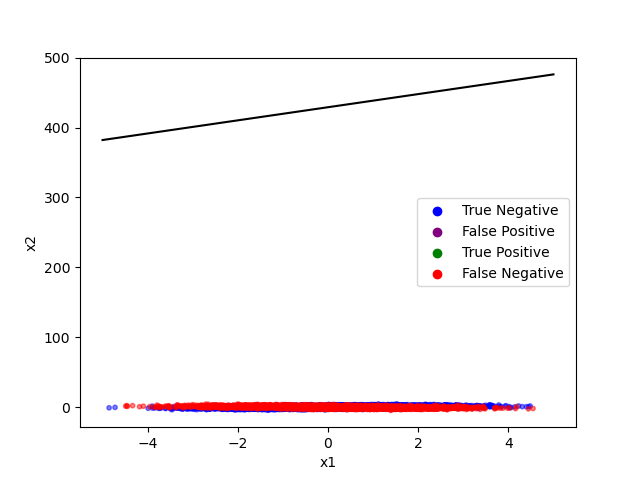 500
400
300
200
100
0
x2
True Negative
False Positive
True Positive
False Negative
−4
−2
0
2
4
x1